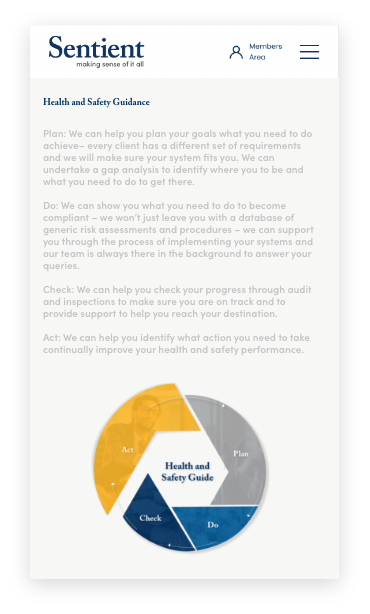 Sentient
making sense of it all
Members
Area
Health and Safety Guidance
Plan: We can help you plan your goals what you need to do
achieve– every client has a different set of requirements
and we will make sure your system fits you. We can
undertake a gap analysis to identify where you to be and
what you need to do to get there.
Do: We can show you what you need to do to become
compliant – we won't just leave you with a database of
generic risk assessments and procedures – we can support
you through the process of implementing your systems and
our team is always there in the background to answer your
queries.
Check: We can help you check your progress through audit
and inspections to make sure you are on track and to
provide support to help you reach your destination.
Act: We can help you identify what action you need to take
continually improve your health and safety performance.
Act
Plan
Health and
Safety Guide
Check
Do